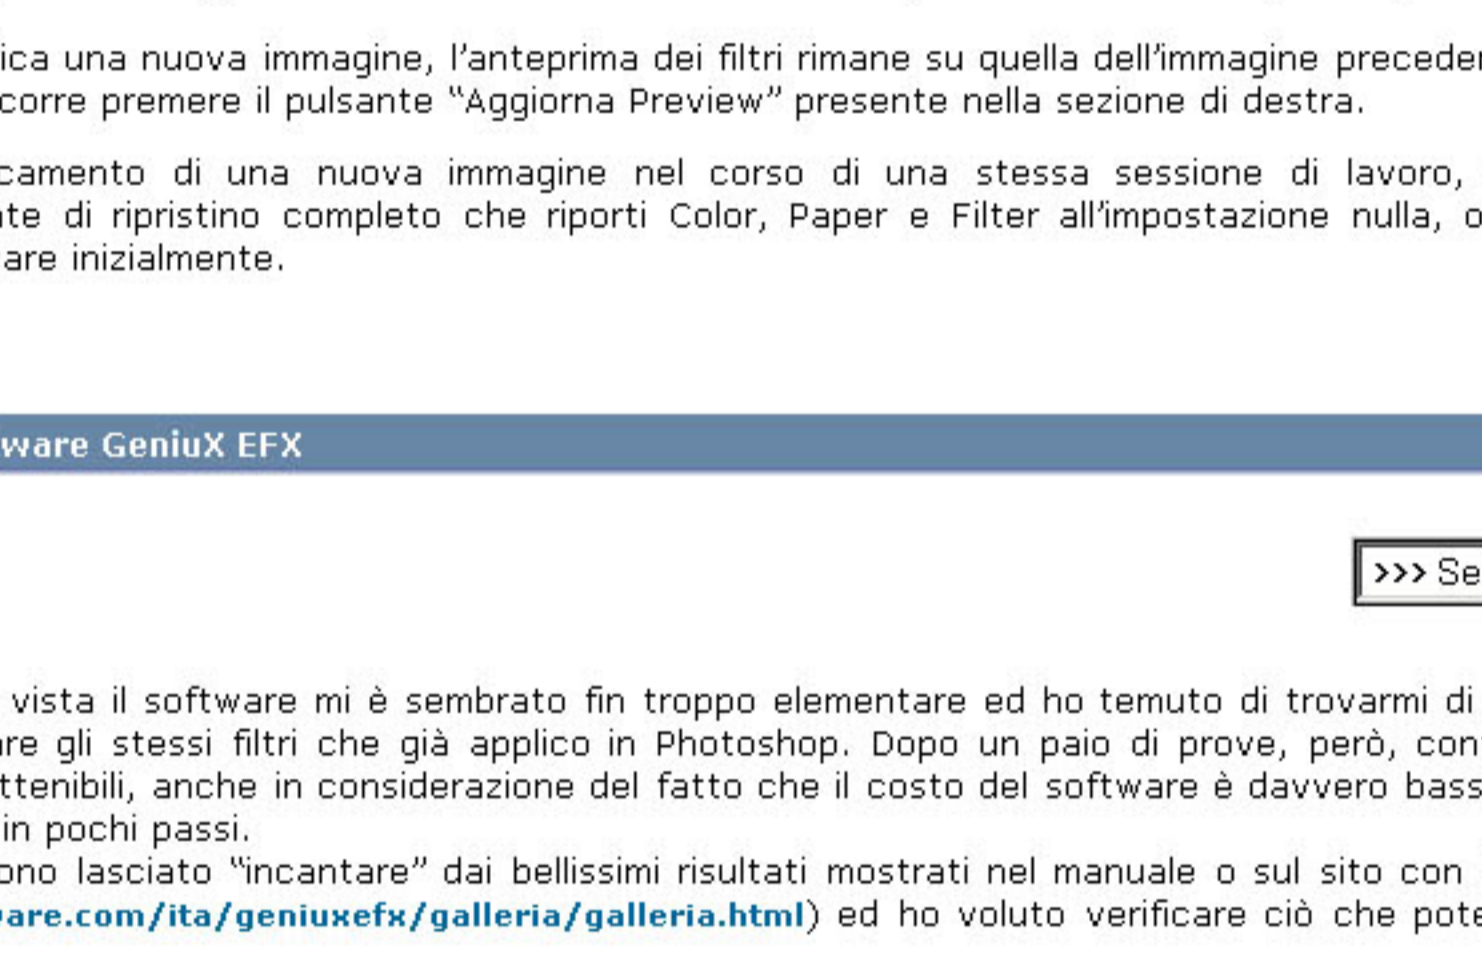 ica una nuova immagine, l'anteprima dei filtri rimane su quella dell'immagine preceder
corre premere il pulsante "Aggiorna Preview" presente nella sezione di destra.
camento di una nuova immagine nel corso di una stessa sessione di lavoro,
te di ripristino completo che riporti Color, Paper e Filter all'impostazione nulla, o
are inizialmente.
ware GeniuX EFX
>>> Se
vista il software mi è sembrato fin troppo elementare ed ho temuto di trovarmi di
re gli stessi filtri che già applico in Photoshop. Dopo un paio di prove, però, con
ttenibili, anche in considerazione del fatto che il costo del software è davvero bass
in pochi passi.
ono lasciato "incantare" dai bellissimi risultati mostrati nel manuale o sul sito con
are.com/ita/geniuxefx/galleria/galleria.html) ed ho voluto verificare ciò che pote